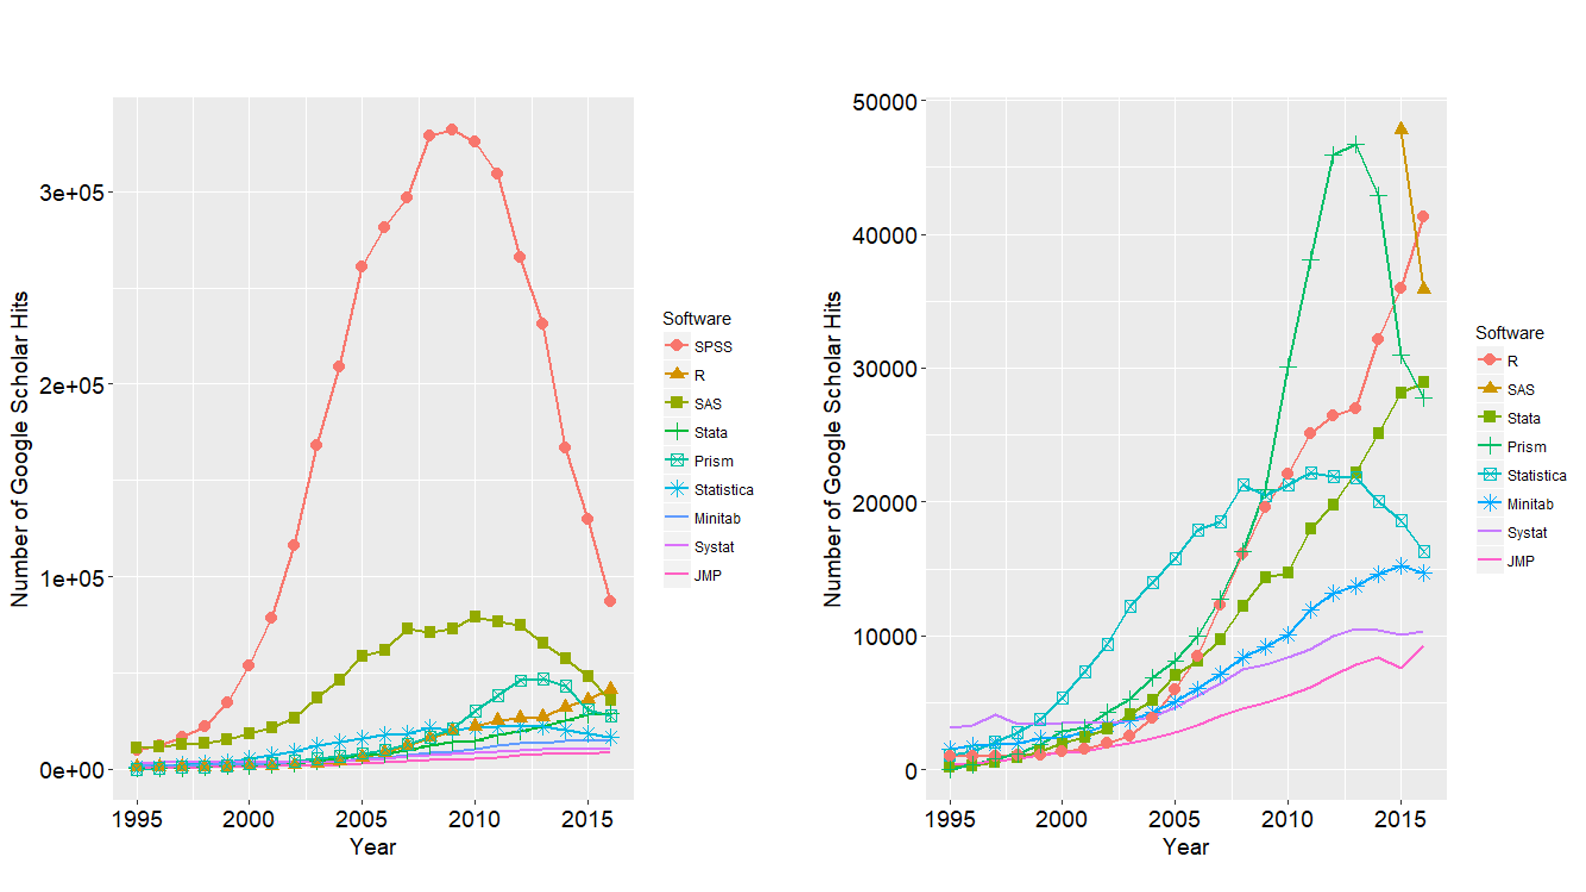 3e+05
2e+05
1e+05
0e+00
Number of Google Scholar Hits
1995 2000 2005 2010 2015
Year
Software
SPSS
R
SAS
Stata
Prism
Statistica
Minitab
Systat
JMP
50000
40000
30000
20000
10000
0
Number of Google Scholar Hits
1995 2000 2005 2010 2015
Year
Software
R
SAS
Stata
Prism
Statistica
Minitab
Systat
JMP